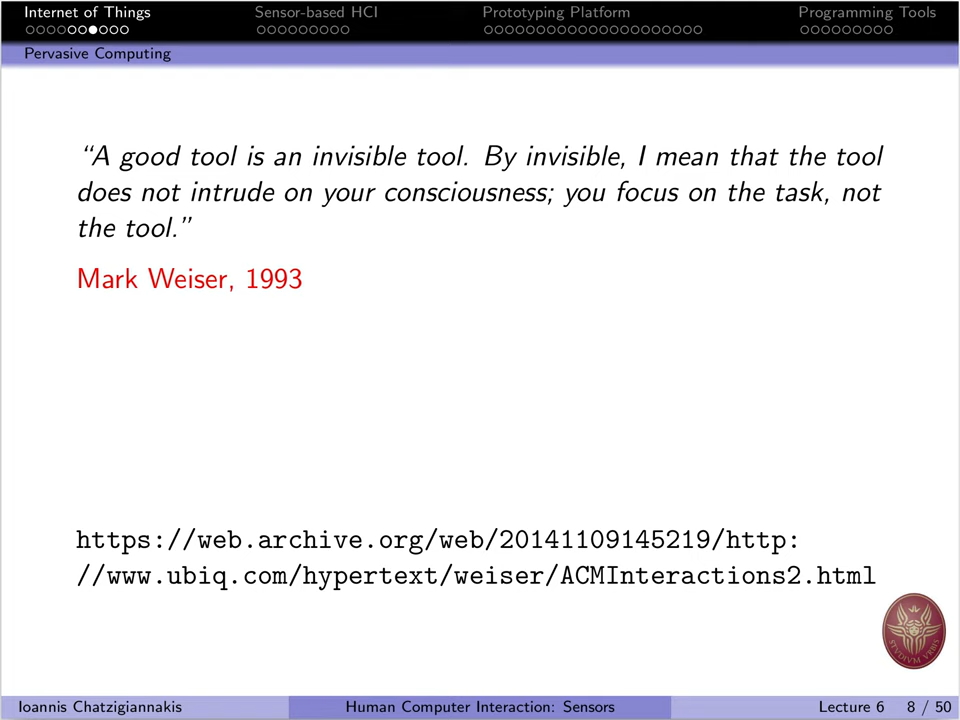 Internet of Things Sensor-based HCI Prototyping Platform Programming Tools
Pervasive Computing
“A good tool is an invisible tool. By invisible, I mean that the tool
does not intrude on your consciousness; you focus on the task, not
the tool.”
Mark Weiser, 1993
https://web.archive.org/web/20141109145219/http:
//www.ubiq.com/hypertext/weiser/ACMInteractions2.html
STVDIVM VRBIS
Ioannis Chatzigiannakis Human Computer Interaction: Sensors Lecture 6 8 / 50